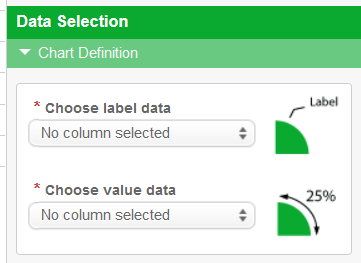 Data Selection
Chart Definition
* Choose label data
No column selected
Label
* Choose value data
No column selected
25%